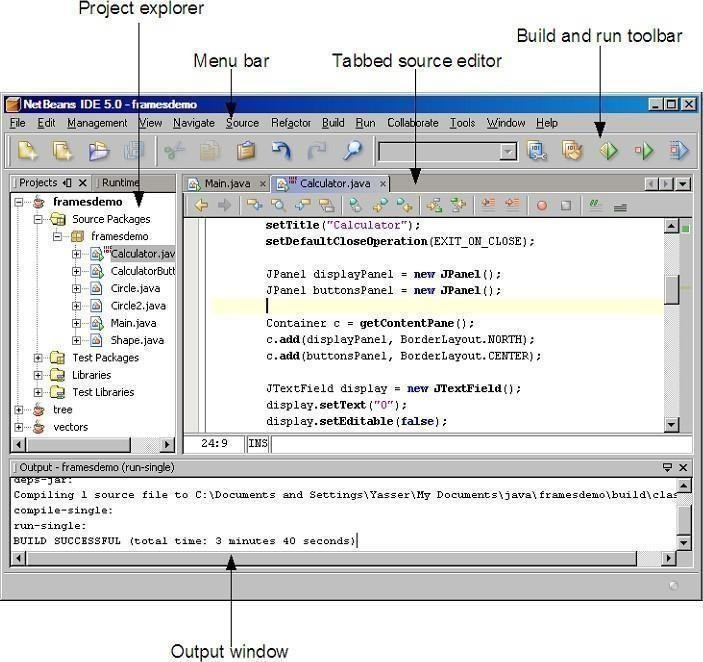 Project explorer
Build and run toolbar
Menu bar
Tabbed source editor
NetBeans IDE 5.0 - framesdemo
File Edit Management View Navigate Source Refactor Build Run Collaborate Tools Window Help
Projects
Runtime
Main.java
Calculator.java
framesdemo
Source Packages
framesdemo
Calculator.jav
CalculatorButt
Circle.java
Circle2.java
Main.java
Shape.java
Test Packages
Libraries
Test Libraries
tree
vectors
setTitle("Calculator");
setDefaultCloseOperation(EXIT_ON_CLOSE);
JPanel displayPanel = new JPanel();
JPanel buttonsPanel = new JPanel();
Container c = getContentPane();
c.add(displayPanel, BorderLayout.NORTH);
c.add(buttonsPanel, BorderLayout.CENTER);
JTextField display = new JTextField();
display.setText("0");
display.setEditable(false);
24:9 INS
Output - framesdemo (run-single)
deps-jar:
Compiling 1 source file to C:\Documents and Settings\Yasser\My Documents\java\framesdemo\build\clas
compile-single:
run-single:
BUILD SUCCESSFUL (total time: 3 minutes 40 seconds)
Output window